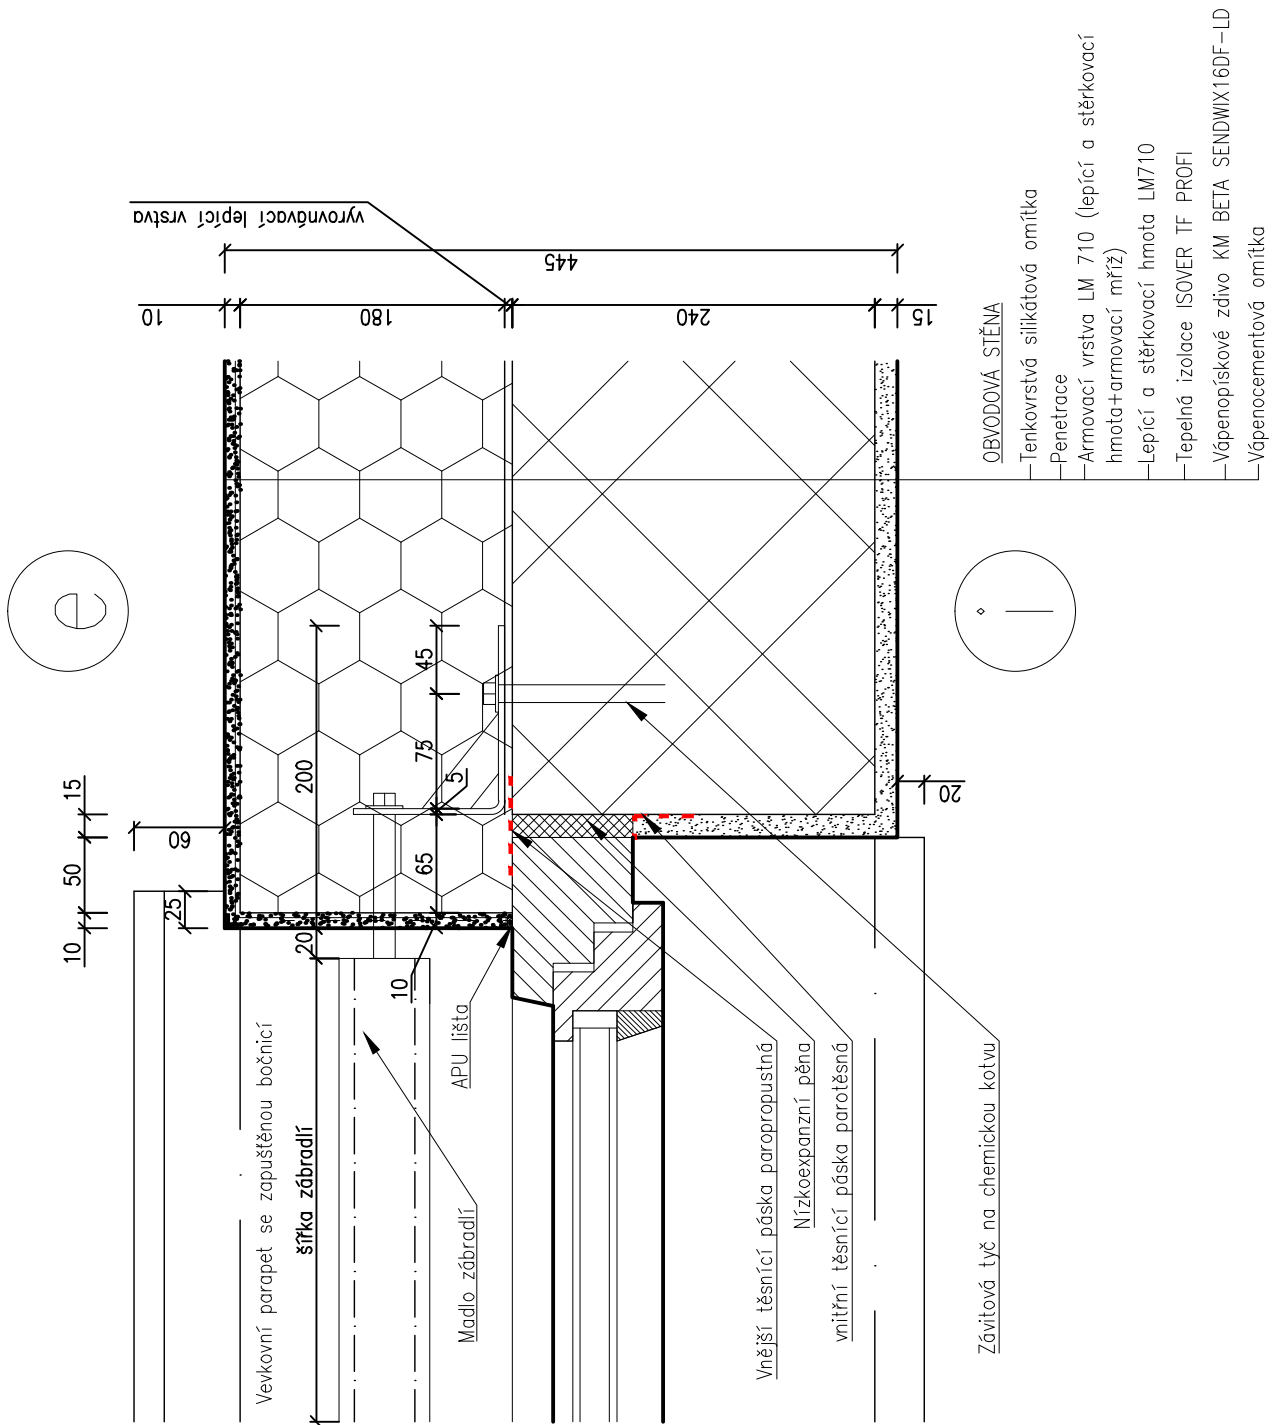 OBVODOVÁ STĚNA
Tenkovrstvá silikátová omítka
Penetrace
Armovací vrstva LM 710 (lepící a stěrkovací
hmota+armovací mříž)
Lepící a stěrkovací hmota LM710
Tepelná izolace ISOVER TF PROFI
Vápenopískové zdivo KM BETA SENDWIX16DF-LD
Vápenocementová omítka
vyrovnávací lepící vrstva
445
10
180
240
15
e
i
200
45
75
5
65
15
50
10
60
25
20
10
20
Vevkovní parapet se zapuštěnou bočnicí
šířka zábradlí
Madlo zábradlí
APU lišta
Vnější těsnící páska paropropustná
Nízkoexpanzní pěna
vnitřní těsnící páska parotěsná
Závitová tyč na chemickou kotvu